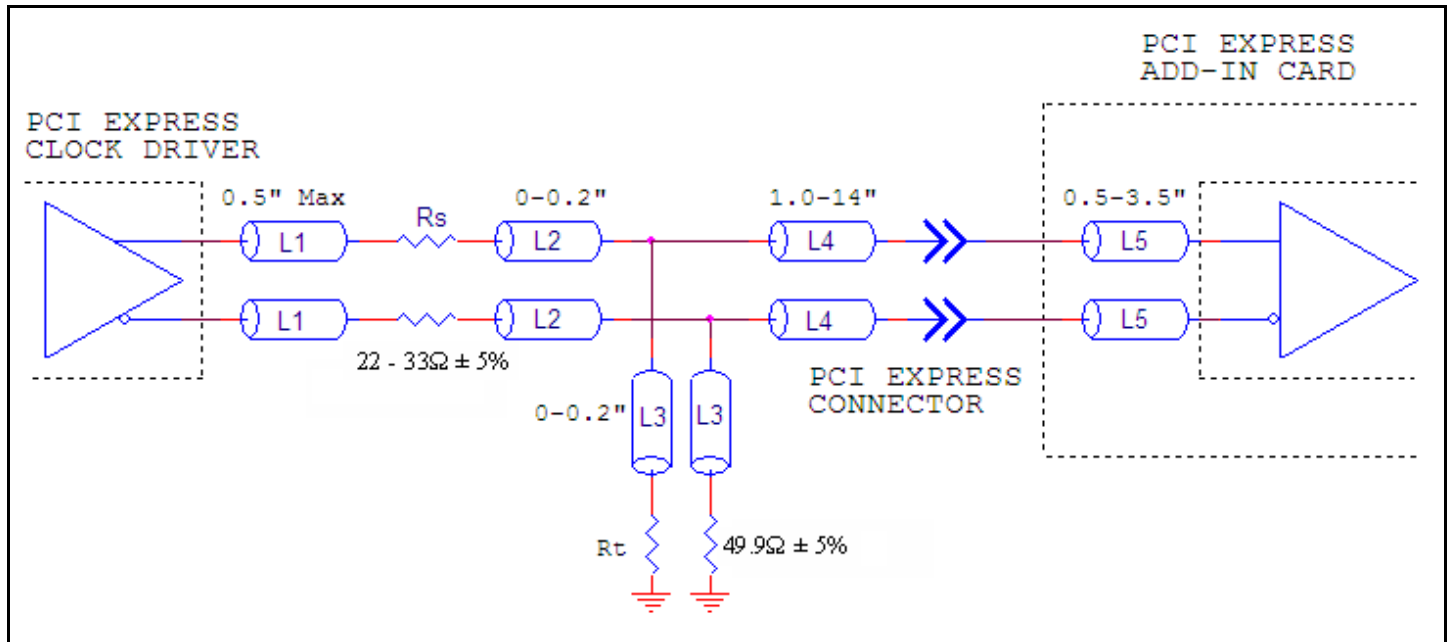 PCI EXPRESS
ADD-IN CARD
PCI EXPRESS
CLOCK DRIVER
0.5" Max
Rs
0-0.2"
1.0-14"
0.5-3.5"
L1
L2
L4
L5
L1
L2
L4
L5
22 - 33Ω ± 5%
PCI EXPRESS
CONNECTOR
0-0.2"
L3
L3
Rt
49.9Ω ± 5%